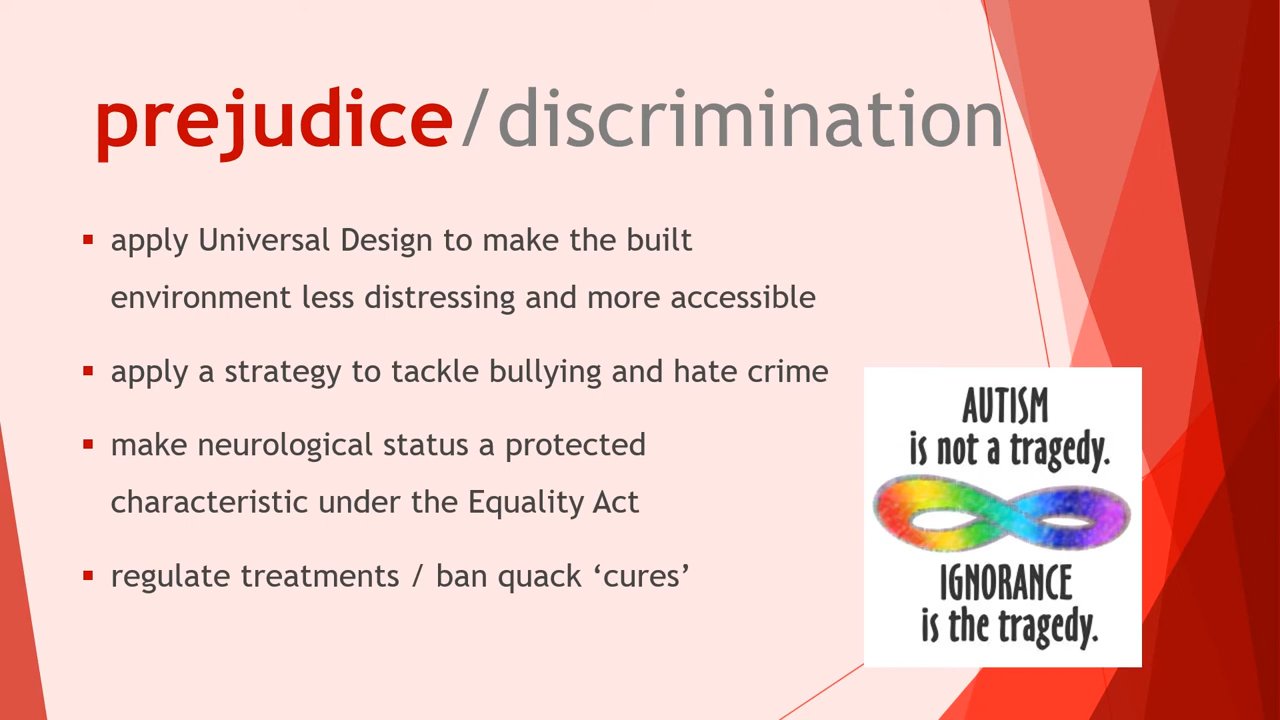 prejudice/discrimination
▪ apply Universal Design to make the built
environment less distressing and more accessible
▪ apply a strategy to tackle bullying and hate crime
▪ make neurological status a protected
characteristic under the Equality Act
▪ regulate treatments / ban quack ‘cures’
AUTISM
is not a tragedy.
IGNORANCE
is the tragedy.